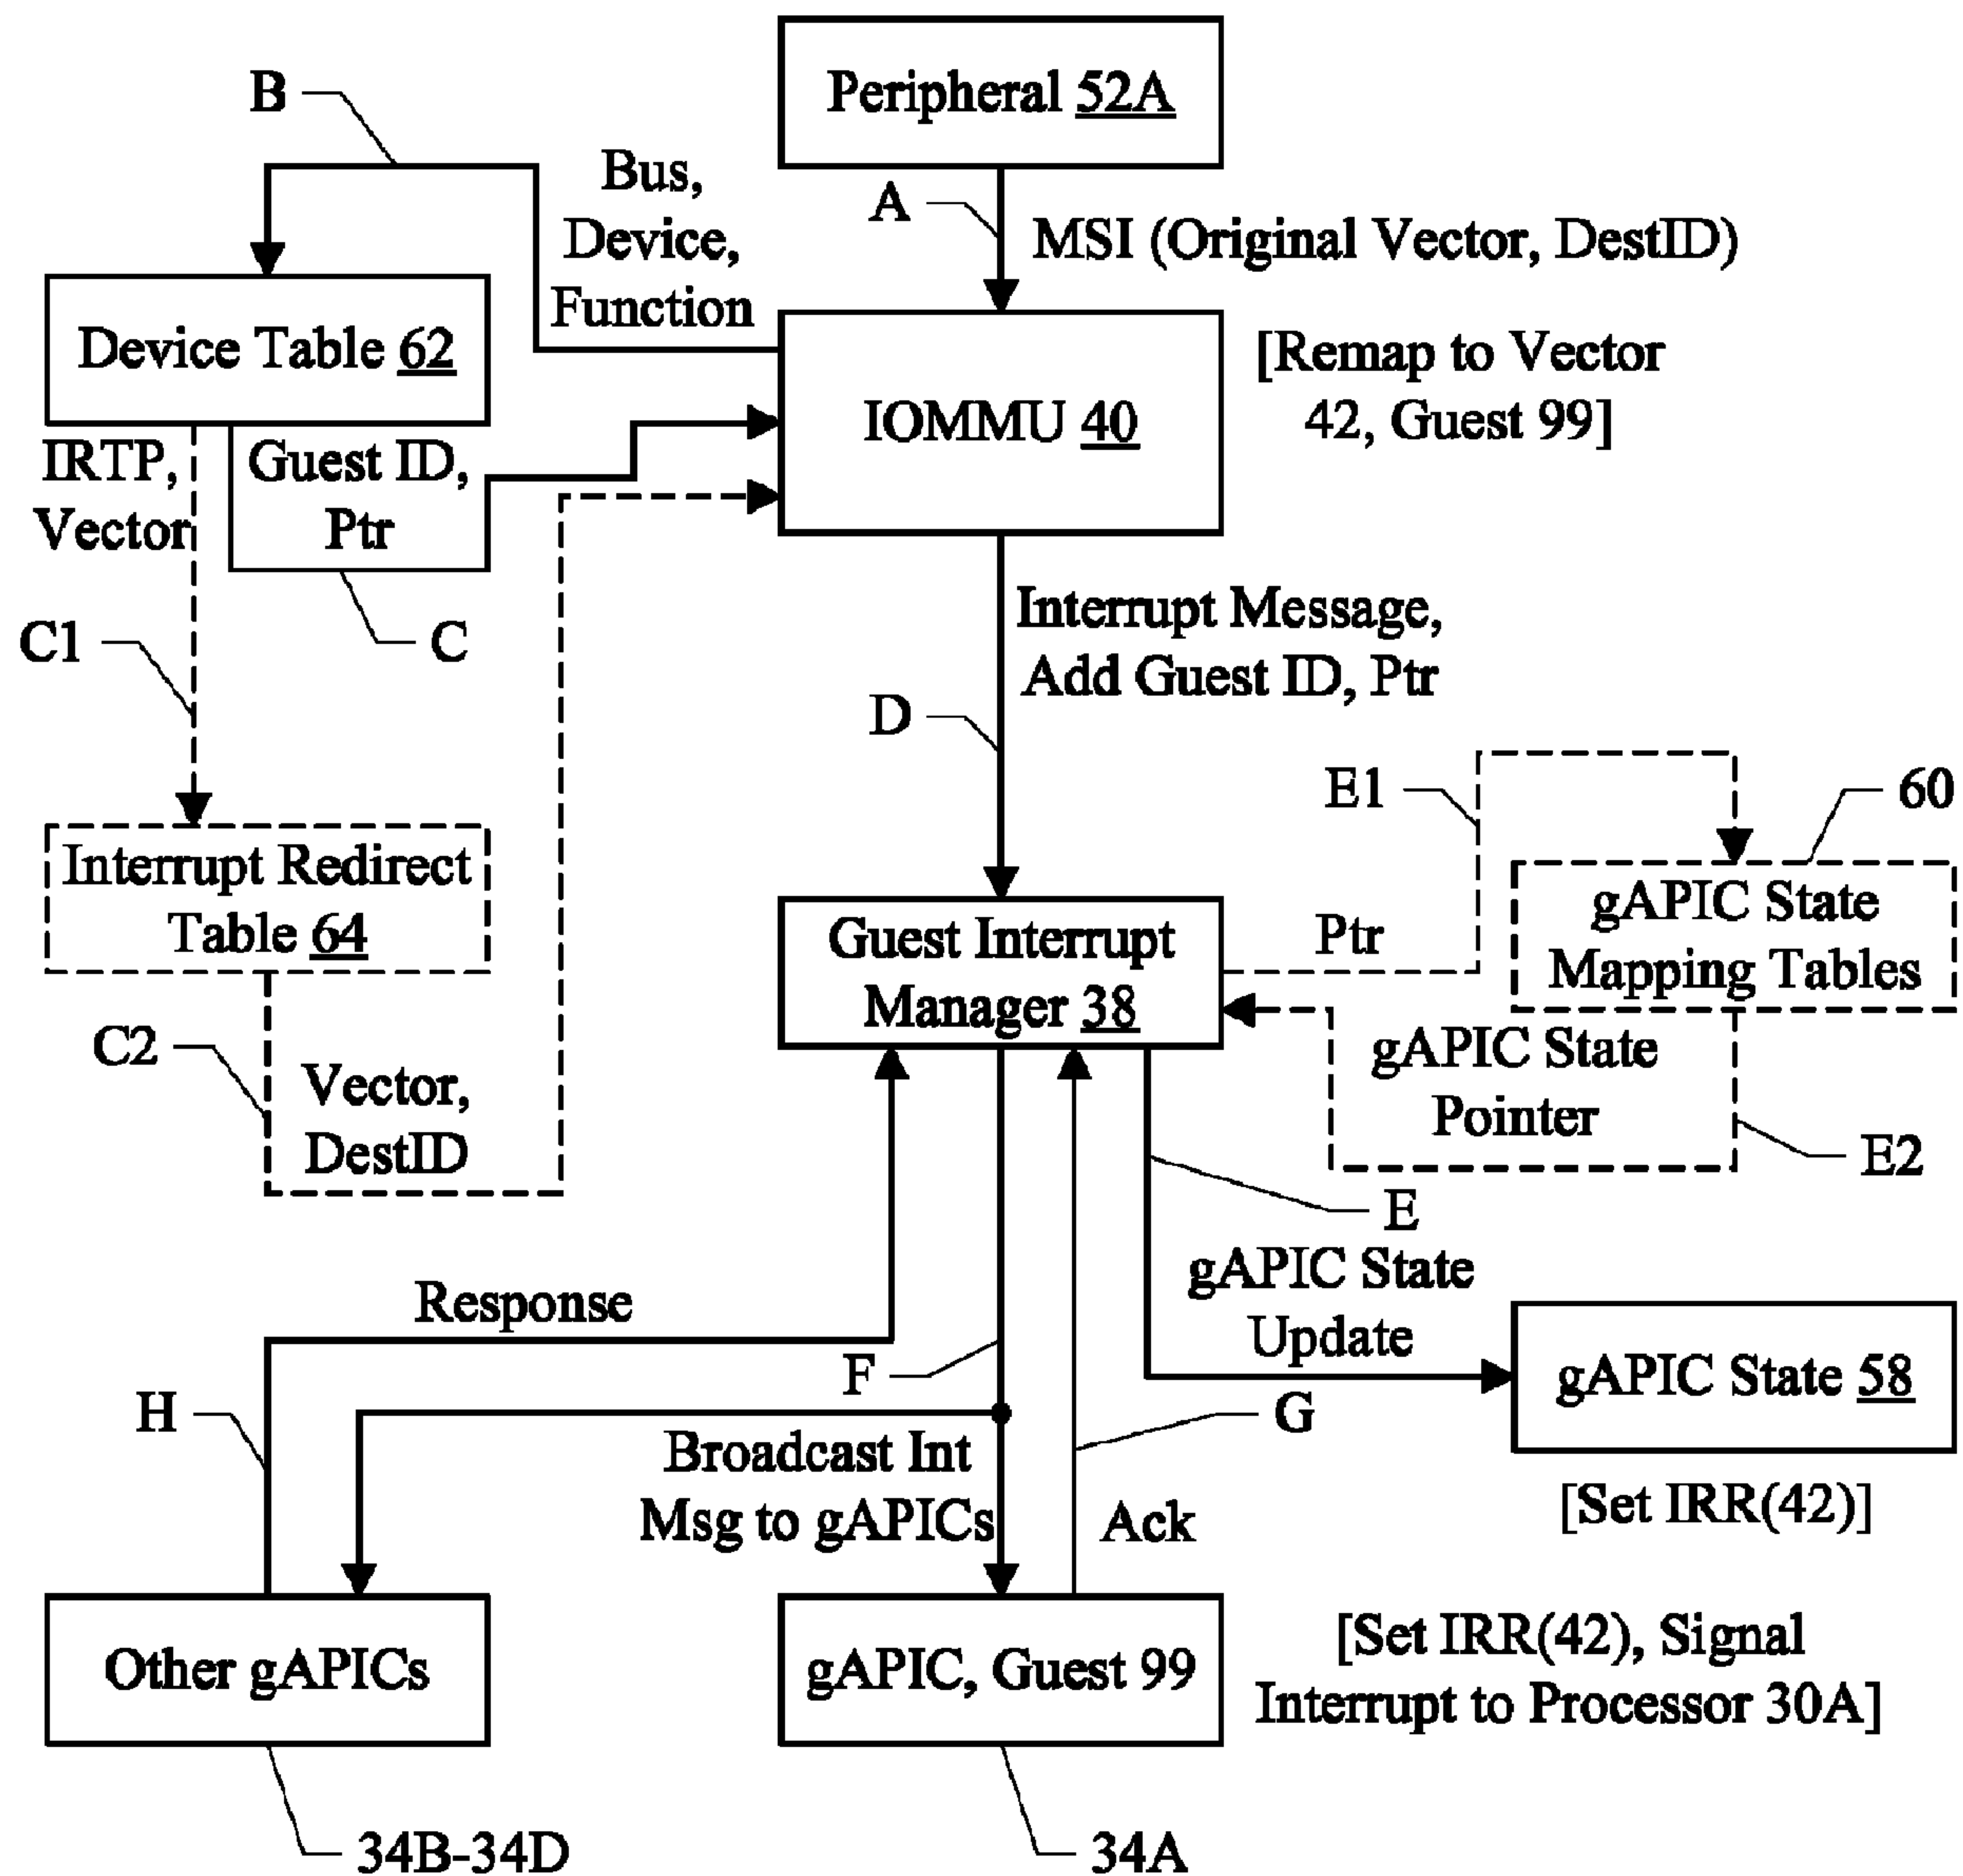 Peripheral 52A
B
Bus,
Device,
Function
A
MSI (Original Vector, DestID)
Device Table 62
IOMMU 40
[Remap to Vector
42, Guest 99]
IRTP,
Vector
Guest ID,
Ptr
C1
C
Interrupt Message,
Add Guest ID, Ptr
D
E1
60
Interrupt Redirect
Table 64
Guest Interrupt
Manager 38
Ptr
gAPIC State
Mapping Tables
C2
Vector,
DestID
gAPIC State
Pointer
E2
E
gAPIC State
Update
Response
F
H
G
gAPIC State 58
Broadcast Int
Msg to gAPICs
Ack
[Set IRR(42)]
Other gAPICs
gAPIC, Guest 99
[Set IRR(42), Signal
Interrupt to Processor 30A]
34B-34D
34A